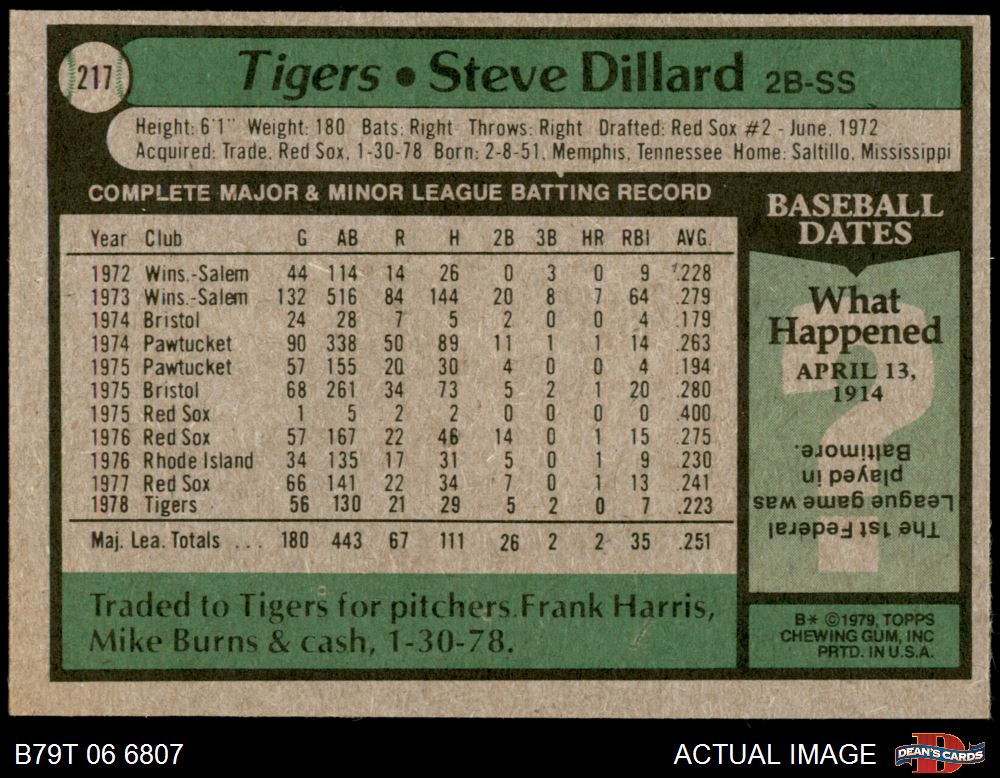 217
Tigers • Steve Dillard 2B-SS
Height: 6'1" Weight: 180 Bats: Right Throws: Right Drafted: Red Sox #2 - June, 1972
Acquired: Trade, Red Sox, 1-30-78 Born: 2-8-51, Memphis, Tennessee Home: Saltillo, Mississippi
COMPLETE MAJOR & MINOR LEAGUE BATTING RECORD
Year Club G AB R H 2B 3B HR RBI AVG.
1972 Wins.-Salem 44 114 14 26 0 3 0 9 .228
1973 Wins.-Salem 132 516 84 144 20 8 7 64 .279
1974 Bristol 24 28 7 5 2 0 0 4 .179
1974 Pawtucket 90 338 50 89 11 1 1 14 .263
1975 Pawtucket 57 155 20 30 4 0 0 4 .194
1975 Bristol 68 261 34 73 5 2 1 20 .280
1975 Red Sox 1 5 2 2 0 0 0 0 .400
1976 Red Sox 57 167 22 46 14 0 1 15 .275
1976 Rhode Island 34 135 17 31 5 0 1 9 .230
1977 Red Sox 66 141 22 34 7 0 1 13 .241
1978 Tigers 56 130 21 29 5 2 0 7 .223
Maj. Lea. Totals ... 180 443 67 111 26 2 2 35 .251
Traded to Tigers for pitchers Frank Harris,
Mike Burns & cash, 1-30-78.
BASEBALL
DATES
What
Happened
APRIL 13,
1914
The 1st Federal
League game was
played in
Baltimore.
B* ©1979, TOPPS
CHEWING GUM, INC
PRTD. IN U.S.A.
B79T 06 6807
ACTUAL IMAGE
DEAN'S CARDS